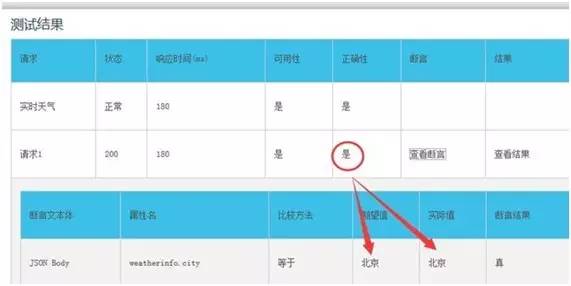 测试结果
请求 状态 响应时间(ms) 可用性 正确性 断言 结果
实时天气 正常 180 是 是
请求1 200 180 是 是 查看断言 查看结果
断言文本体 属性名 比较方法 期望值 实际值 断言结果
JSON Body weatherinfo.city 等于 北京 北京 真